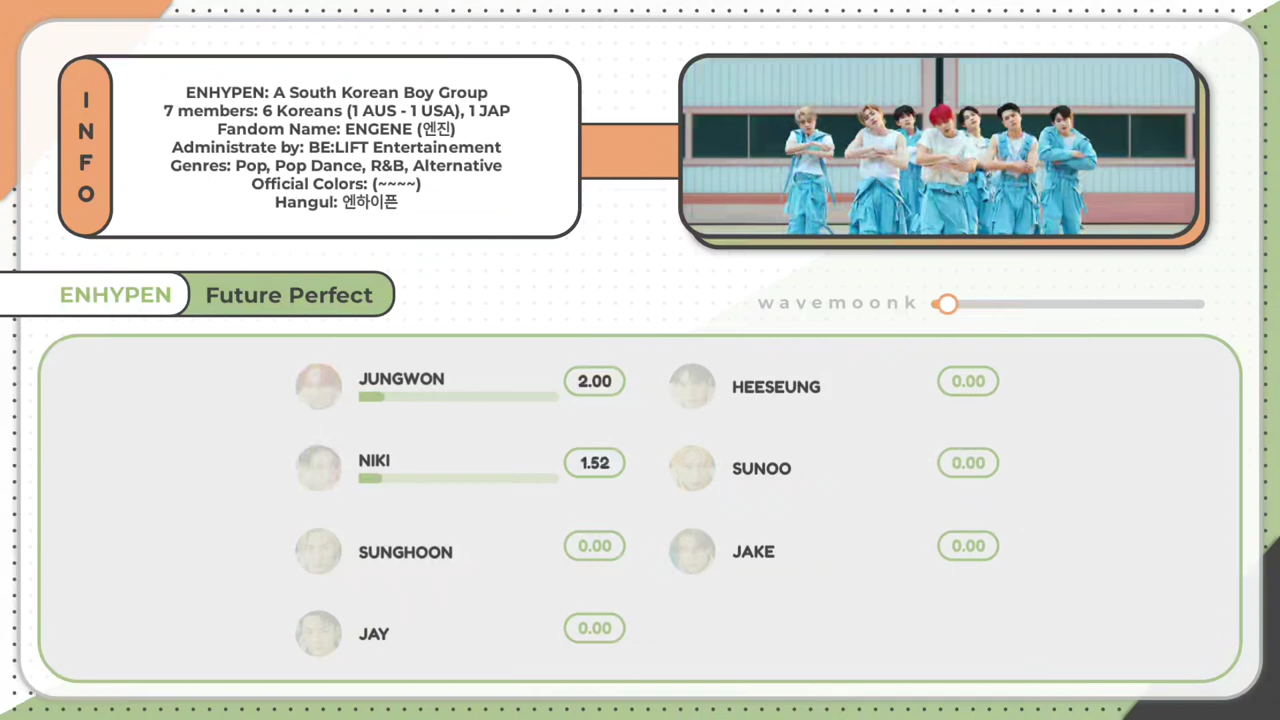 INFO
ENHYPEN: A South Korean Boy Group
7 members: 6 Koreans (1 AUS - 1 USA), 1 JAP
Fandom Name: ENGENE (엔진)
Administrate by: BE:LIFT Entertainement
Genres: Pop, Pop Dance, R&B, Alternative
Official Colors: (~~~~)
Hangul: 엔하이픈
ENHYPEN Future Perfect
wavemoonk
JUNGWON 2.00
HEESEUNG 0.00
NIKI 1.52
SUNOO 0.00
SUNGHOON 0.00
JAKE 0.00
JAY 0.00